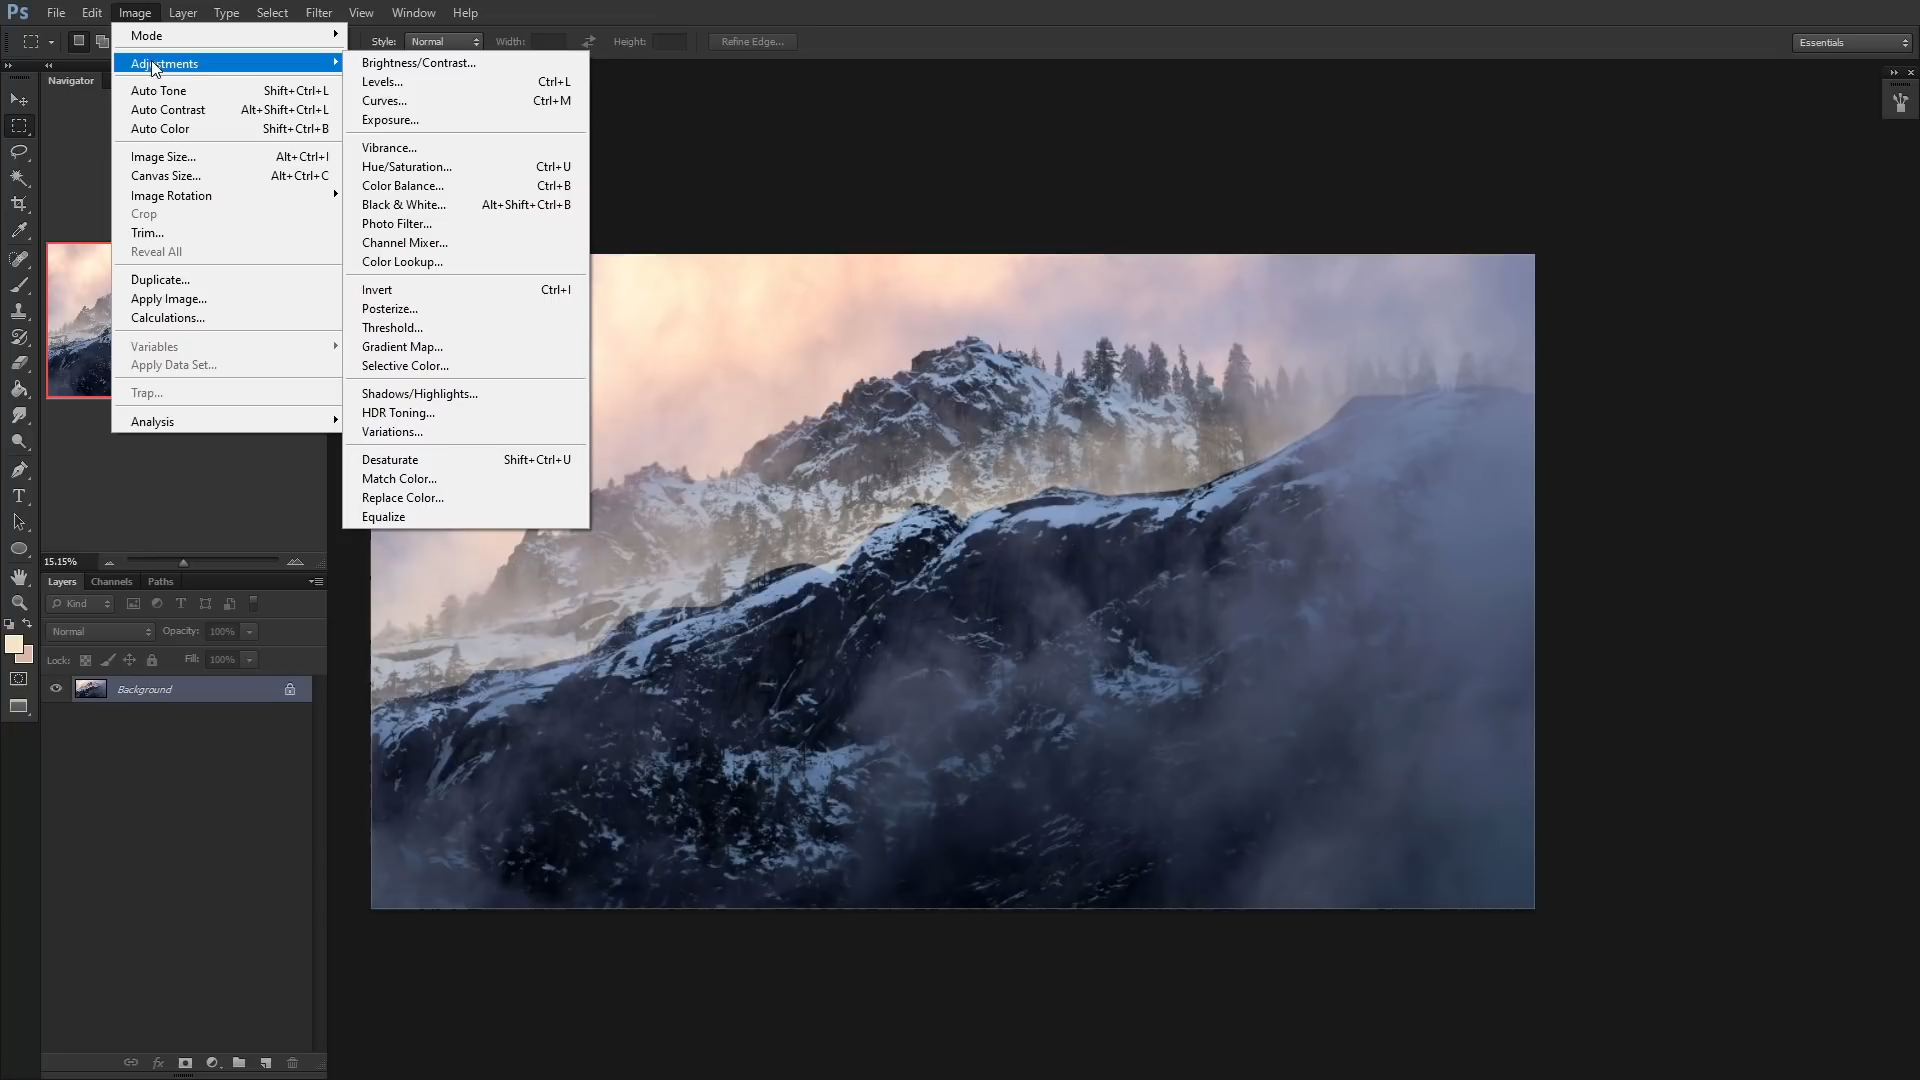 Ps File Edit Image Layer Type Select Filter View Window Help
Style: Normal Width: Height: Refine Edge... Essentials
Mode
Adjustments
Auto Tone Shift+Ctrl+L
Auto Contrast Alt+Shift+Ctrl+L
Auto Color Shift+Ctrl+B
Image Size... Alt+Ctrl+I
Canvas Size... Alt+Ctrl+C
Image Rotation
Crop
Trim...
Reveal All
Duplicate...
Apply Image...
Calculations...
Variables
Apply Data Set...
Trap...
Analysis
Brightness/Contrast...
Levels... Ctrl+L
Curves... Ctrl+M
Exposure...
Vibrance...
Hue/Saturation... Ctrl+U
Color Balance... Ctrl+B
Black & White... Alt+Shift+Ctrl+B
Photo Filter...
Channel Mixer...
Color Lookup...
Invert Ctrl+I
Posterize...
Threshold...
Gradient Map...
Selective Color...
Shadows/Highlights...
HDR Toning...
Variations...
Desaturate Shift+Ctrl+U
Match Color...
Replace Color...
Equalize
Navigator
15.15%
Layers Channels Paths
Kind
Normal Opacity: 100%
Lock: Fill: 100%
Background